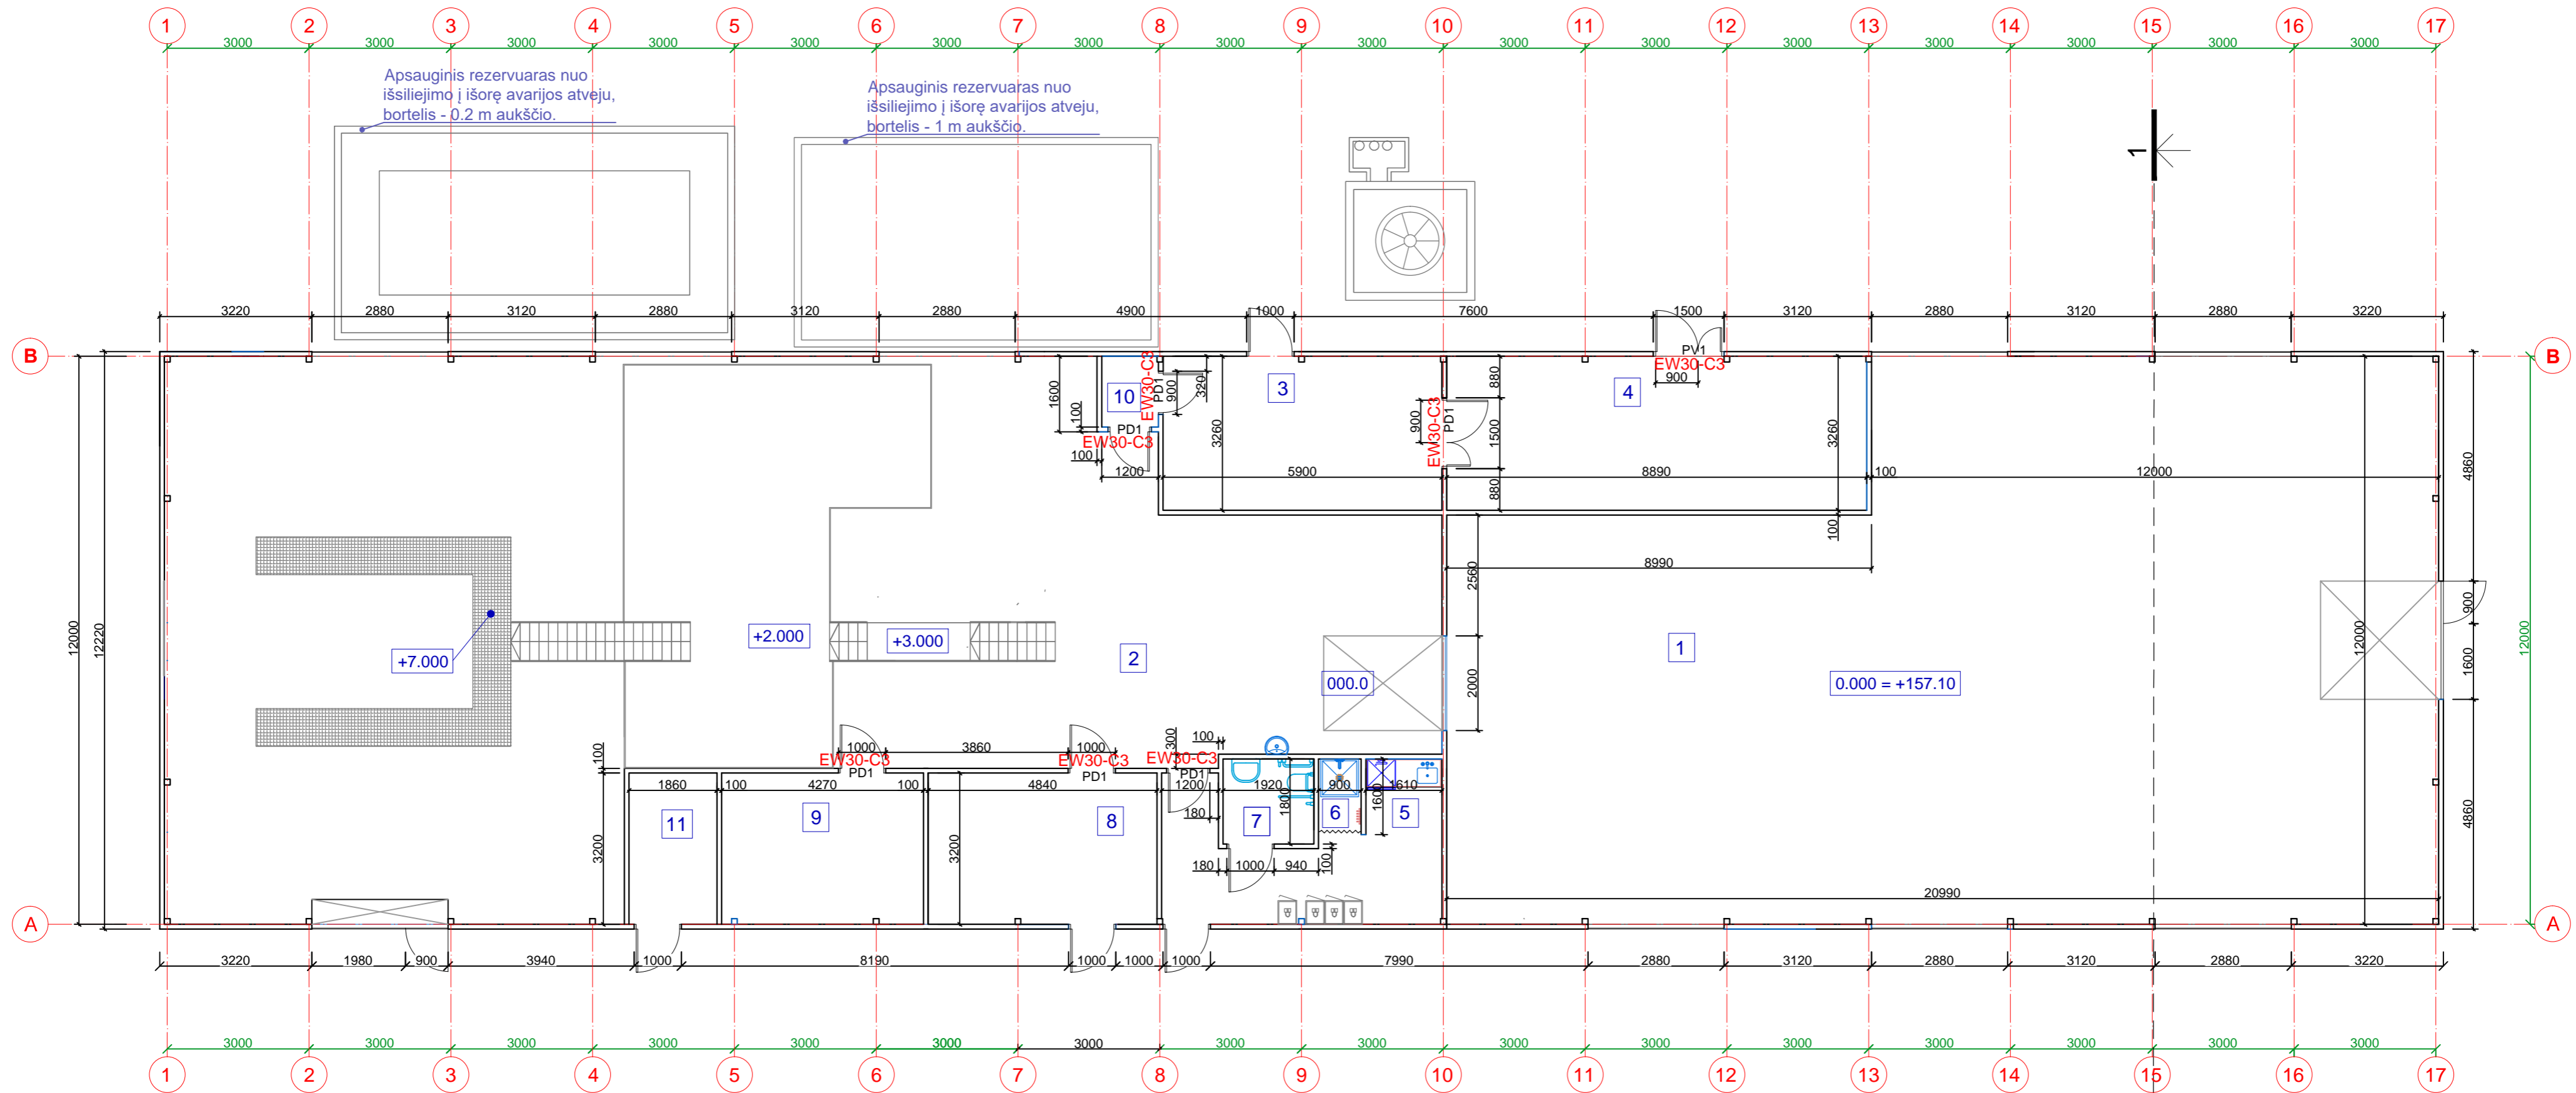 1 2 3 4 5 6 7 8 9 10 11 12 13 14 15 16 17
3000 3000 3000 3000 3000 3000 3000 3000 3000 3000 3000 3000 3000 3000 3000 3000
Apsauginis rezervuaras nuo
išsiliejimo į išorę avarijos atveju,
bortelis - 0.2 m aukščio.
Apsauginis rezervuaras nuo
išsiliejimo į išorę avarijos atveju,
bortelis - 1 m aukščio.
1
3220 2880 3120 2880 3120 2880 4900 1000 7600 1500 3120 2880 3120 2880 3220
B
B
PV1
EW30-C3
900
10
EW30-C3
PD1
900
320
3
4
880
1600
100
PD1
EW30-C3
3260
900
EW30-C3
PD1
1500
3260
100
1200
5900
8890
100
12000
4860
880
100
8990
2560
12000
12220
+7.000
+2.000
+3.000
2
000.0
2000
1
0.000 = +157.10
12000
900
1600
12000
100
1000
3860
1000
300
100
EW30-C3
PD1
EW30-C3
PD1
EW30-C3
PD1
1860
100
4270
100
4840
1200
1920
900
1610
1800
1600
180
11
9
8
7
6
5
3200
3200
4860
180
1000
940
100
20990
A
A
3220 1980 900 3940 1000 8190 1000 1000 1000 7990 2880 3120 2880 3120 2880 3220
3000 3000 3000 3000 3000 3000 3000 3000 3000 3000 3000 3000 3000 3000 3000 3000
1 2 3 4 5 6 7 8 9 10 11 12 13 14 15 16 17